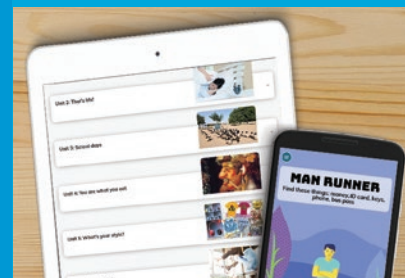 Unit 2: That's life!
Unit 3: School days
Unit 4: You are what you eat
Unit 5: What's your style?
MAN RUNNER
Find these things: money, ID card, keys,
phone, bus pass